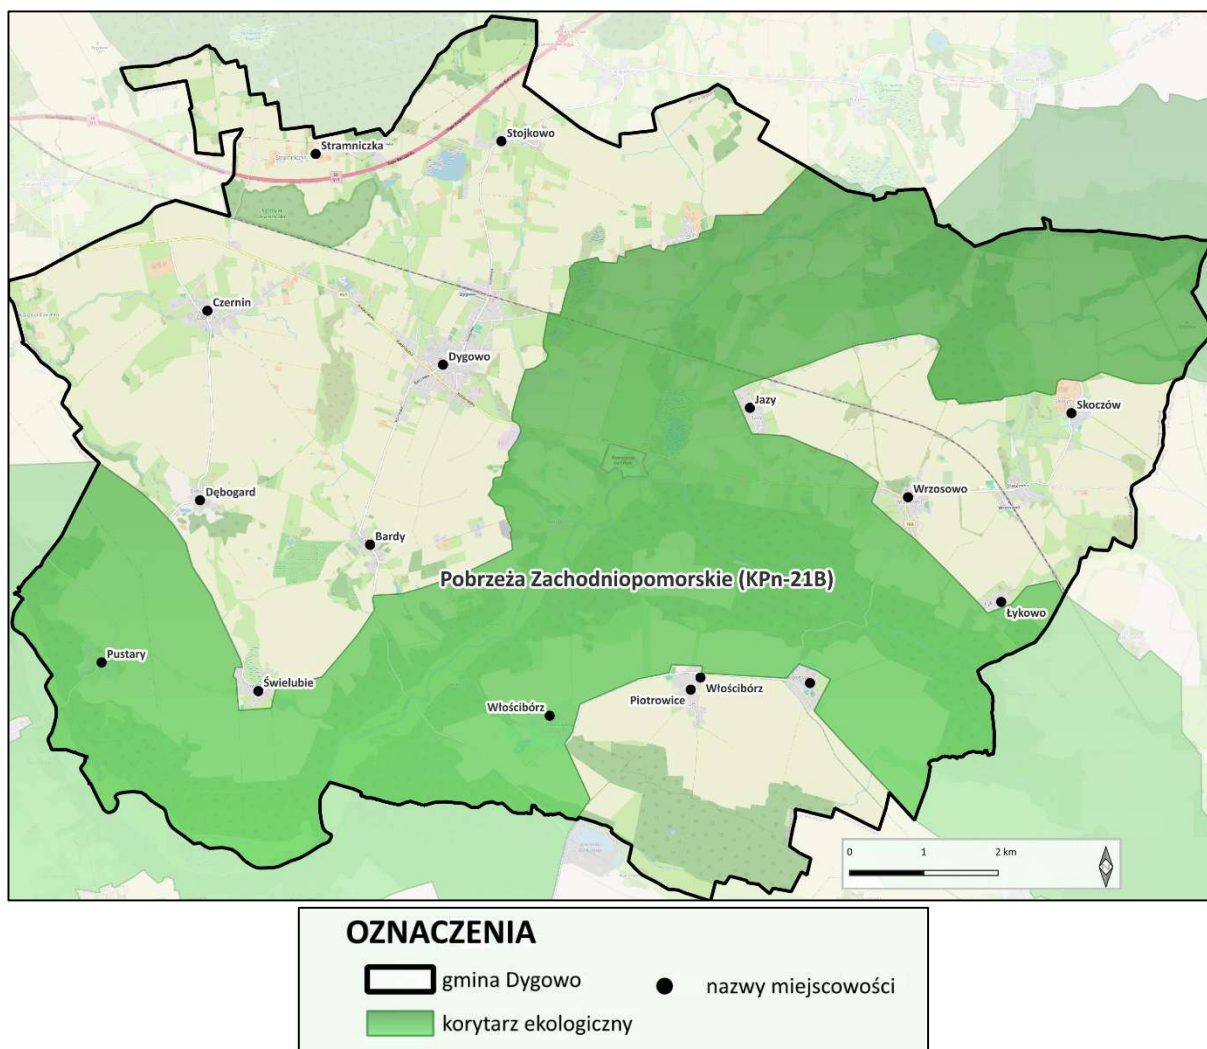 Stojkowo
Stramniczka
Czernin
Dygowo
Jazy
Skoczów
Dębogard
Wrzosowo
Bardy
Pobrzeża Zachodniopomorskie (KPn-21B)
Łykowo
Pustary
Świelubie
Włościbórz
Piotrowice
Włościbórz
0 1 2 km
OZNACZENIA
gmina Dygowo
nazwy miejscowości
korytarz ekologiczny